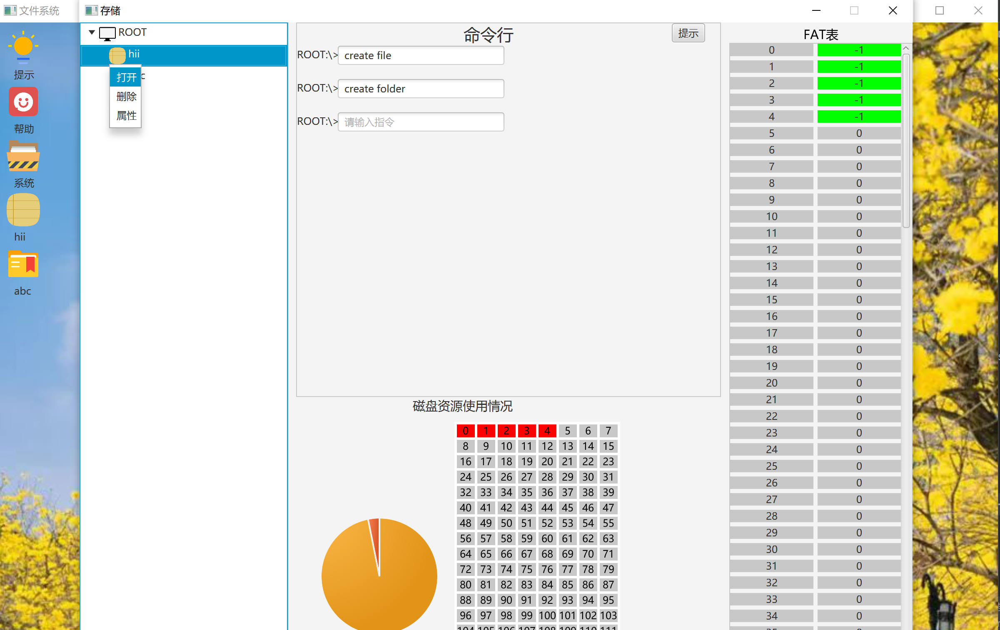 文件系统
存储
提示
帮助
系统
hii
abc
ROOT
hii
打开
c
删除
属性
命令行
提示
ROOT:\> create file
ROOT:\> create folder
ROOT:\> 请输入指令
磁盘资源使用情况
0 1 2 3 4 5 6 7
8 9 10 11 12 13 14 15
16 17 18 19 20 21 22 23
24 25 26 27 28 29 30 31
32 33 34 35 36 37 38 39
40 41 42 43 44 45 46 47
48 49 50 51 52 53 54 55
56 57 58 59 60 61 62 63
64 65 66 67 68 69 70 71
72 73 74 75 76 77 78 79
80 81 82 83 84 85 86 87
88 89 90 91 92 93 94 95
96 97 98 99 100 101 102 103
104 105 106 107 108 109 110 111
FAT表
0 -1
1 -1
2 -1
3 -1
4 -1
5 0
6 0
7 0
8 0
9 0
10 0
11 0
12 0
13 0
14 0
15 0
16 0
17 0
18 0
19 0
20 0
21 0
22 0
23 0
24 0
25 0
26 0
27 0
28 0
29 0
30 0
31 0
32 0
33 0
34 0